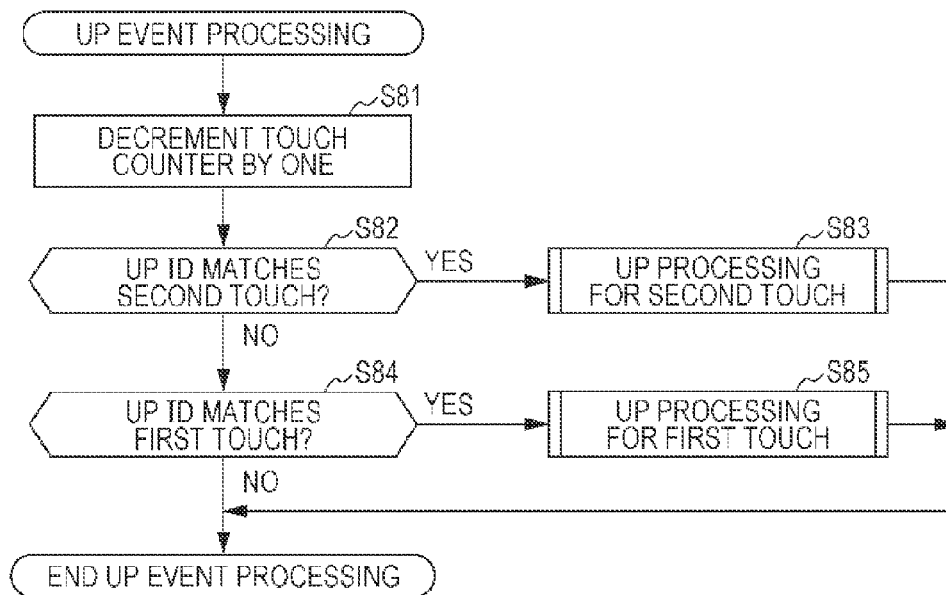 UP EVENT PROCESSING
S81
DECREMENT TOUCH
COUNTER BY ONE
S82
UP ID MATCHES
SECOND TOUCH?
YES
S83
UP PROCESSING
FOR SECOND TOUCH
NO
S84
UP ID MATCHES
FIRST TOUCH?
YES
S85
UP PROCESSING
FOR FIRST TOUCH
NO
END UP EVENT PROCESSING